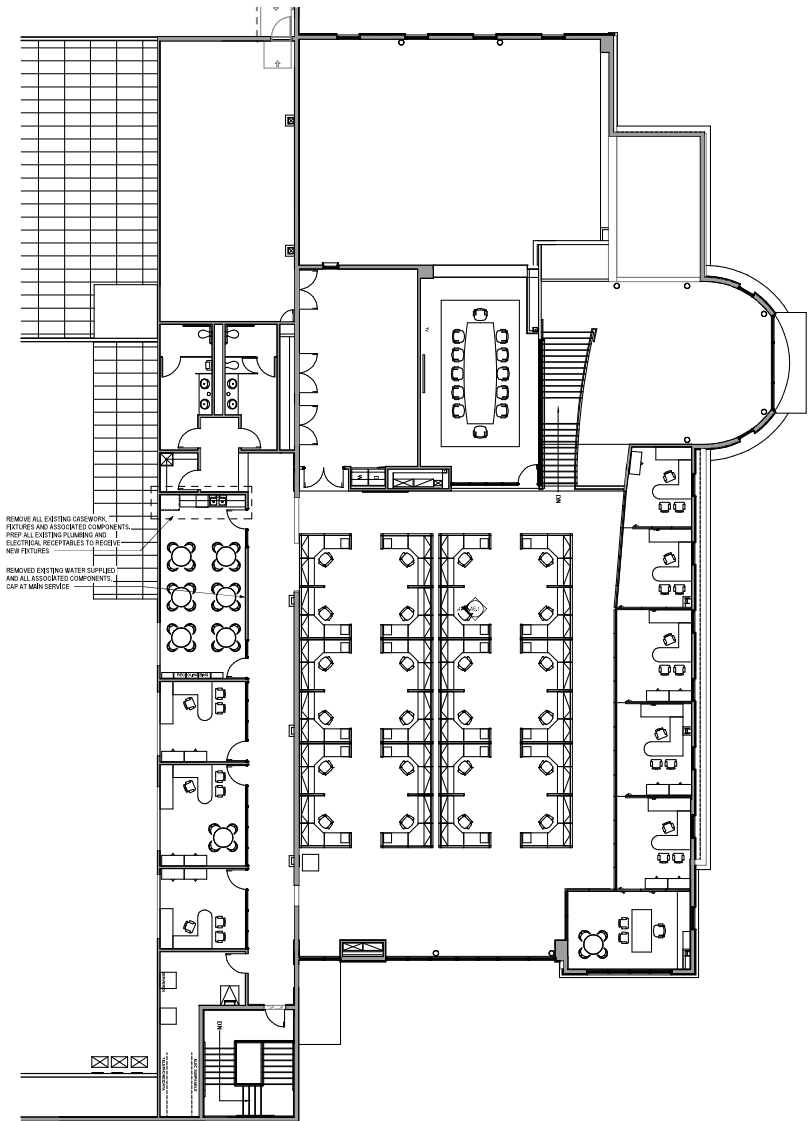 REMOVE ALL EXISTING CASEWORK,
FIXTURES AND ASSOCIATED COMPONENTS.
PREP ALL EXISTING PLUMBING AND
ELECTRICAL RECEPTABLES TO RECEIVE
NEW FIXTURES
REMOVED EXISTING WATER SUPPLIED
AND ALL ASSOCIATED COMPONENTS,
CAP AT MAIN SERVICE
TV
W
D
DN
DN